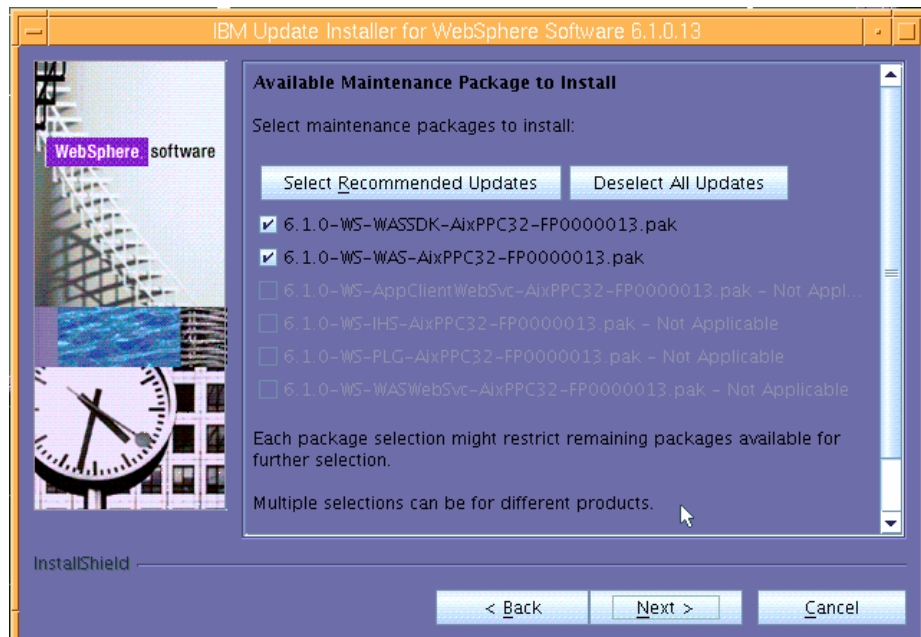 IBM Update Installer for WebSphere Software 6.1.0.13
WebSphere. software
Available Maintenance Package to Install
Select maintenance packages to install:
Select Recommended Updates
Deselect All Updates
6.1.0-WS-WASSDK-AixPPC32-FP0000013.pak
6.1.0-WS-WAS-AixPPC32-FP0000013.pak
6.1.0-WS-AppClientWebSvc-AixPPC32-FP0000013.pak - Not Appl...
6.1.0-WS-IHS-AixPPC32-FP0000013.pak - Not Applicable
6.1.0-WS-PLG-AixPPC32-FP0000013.pak - Not Applicable
6.1.0-WS-WASWebSvc-AixPPC32-FP0000013.pak - Not Applicable
Each package selection might restrict remaining packages available for
further selection.
Multiple selections can be for different products.
InstallShield
< Back
Next >
Cancel